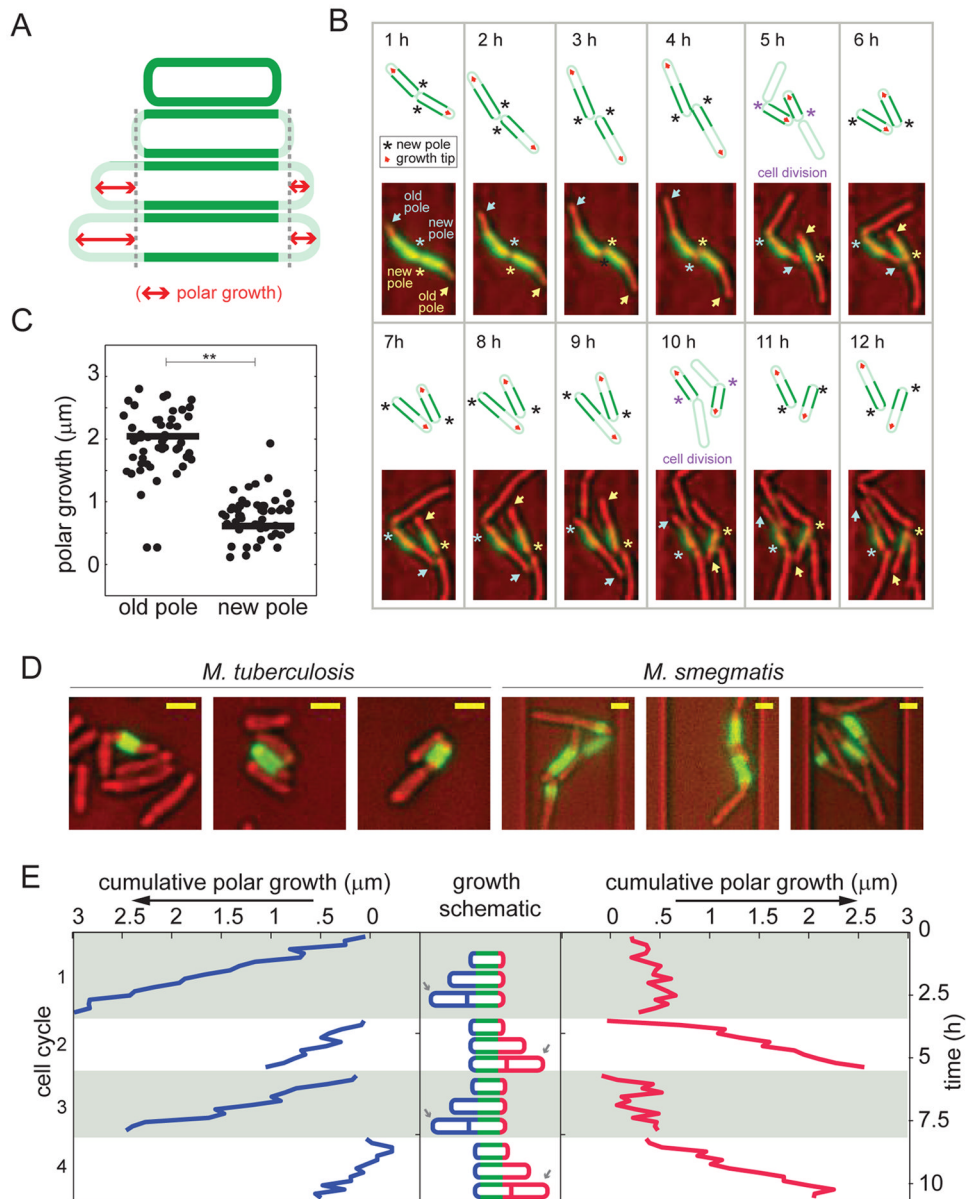 A
(↔ polar growth)
B
1 h
2 h
3 h
4 h
5 h
6 h
* new pole
growth tip
cell division
old pole
new pole
new pole
old pole
7h
8 h
9 h
10 h
11 h
12 h
cell division
C
**
polar growth (μm)
3
2
1
0
old pole
new pole
D
M. tuberculosis
M. smegmatis
E
cumulative polar growth (μm)
growth schematic
cumulative polar growth (μm)
3 2.5 2 1.5 1 .5 0
0 .5 1 1.5 2 2.5 3
cell cycle
1
2
3
4
0
2.5
5
7.5
10
time (h)